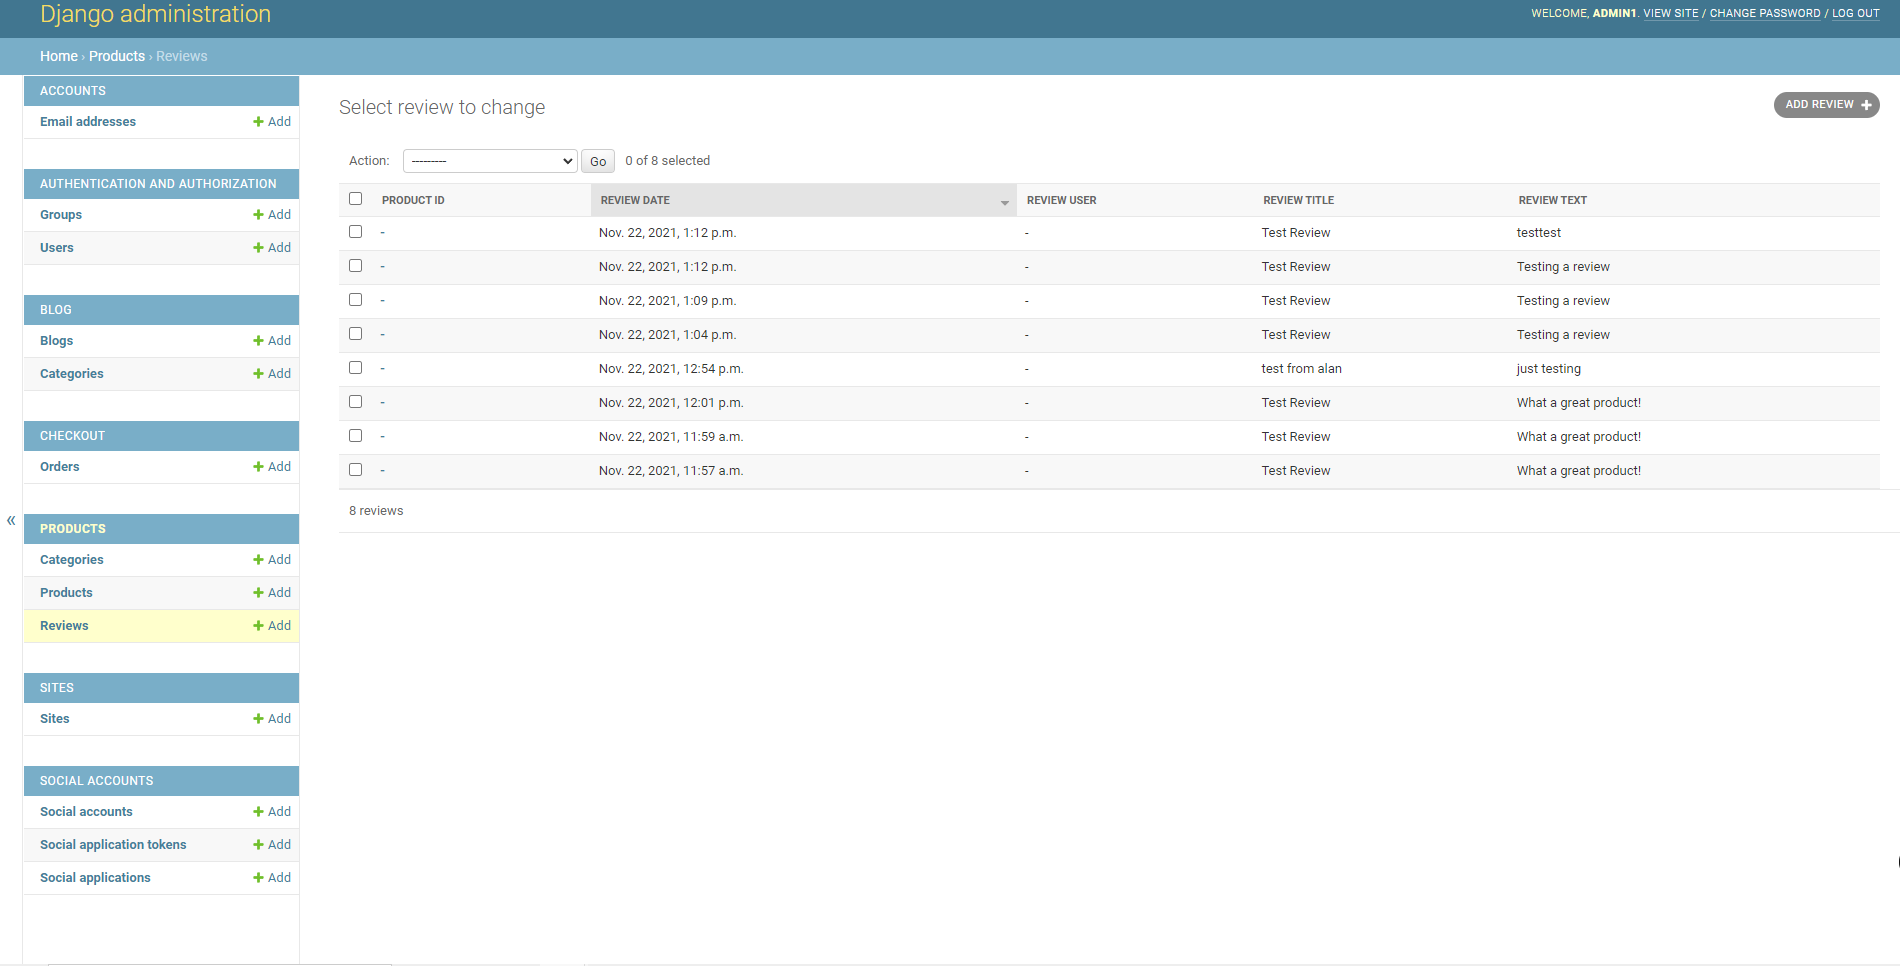 Django administration
WELCOME, ADMIN1. VIEW SITE / CHANGE PASSWORD / LOG OUT
Home › Products › Reviews
ACCOUNTS
Email addresses + Add
AUTHENTICATION AND AUTHORIZATION
Groups + Add
Users + Add
BLOG
Blogs + Add
Categories + Add
CHECKOUT
Orders + Add
«
PRODUCTS
Categories + Add
Products + Add
Reviews + Add
SITES
Sites + Add
SOCIAL ACCOUNTS
Social accounts + Add
Social application tokens + Add
Social applications + Add
Select review to change
ADD REVIEW +
Action: --------- Go 0 of 8 selected
PRODUCT ID REVIEW DATE REVIEW USER REVIEW TITLE REVIEW TEXT
- Nov. 22, 2021, 1:12 p.m. - Test Review testtest
- Nov. 22, 2021, 1:12 p.m. - Test Review Testing a review
- Nov. 22, 2021, 1:09 p.m. - Test Review Testing a review
- Nov. 22, 2021, 1:04 p.m. - Test Review Testing a review
- Nov. 22, 2021, 12:54 p.m. - test from alan just testing
- Nov. 22, 2021, 12:01 p.m. - Test Review What a great product!
- Nov. 22, 2021, 11:59 a.m. - Test Review What a great product!
- Nov. 22, 2021, 11:57 a.m. - Test Review What a great product!
8 reviews